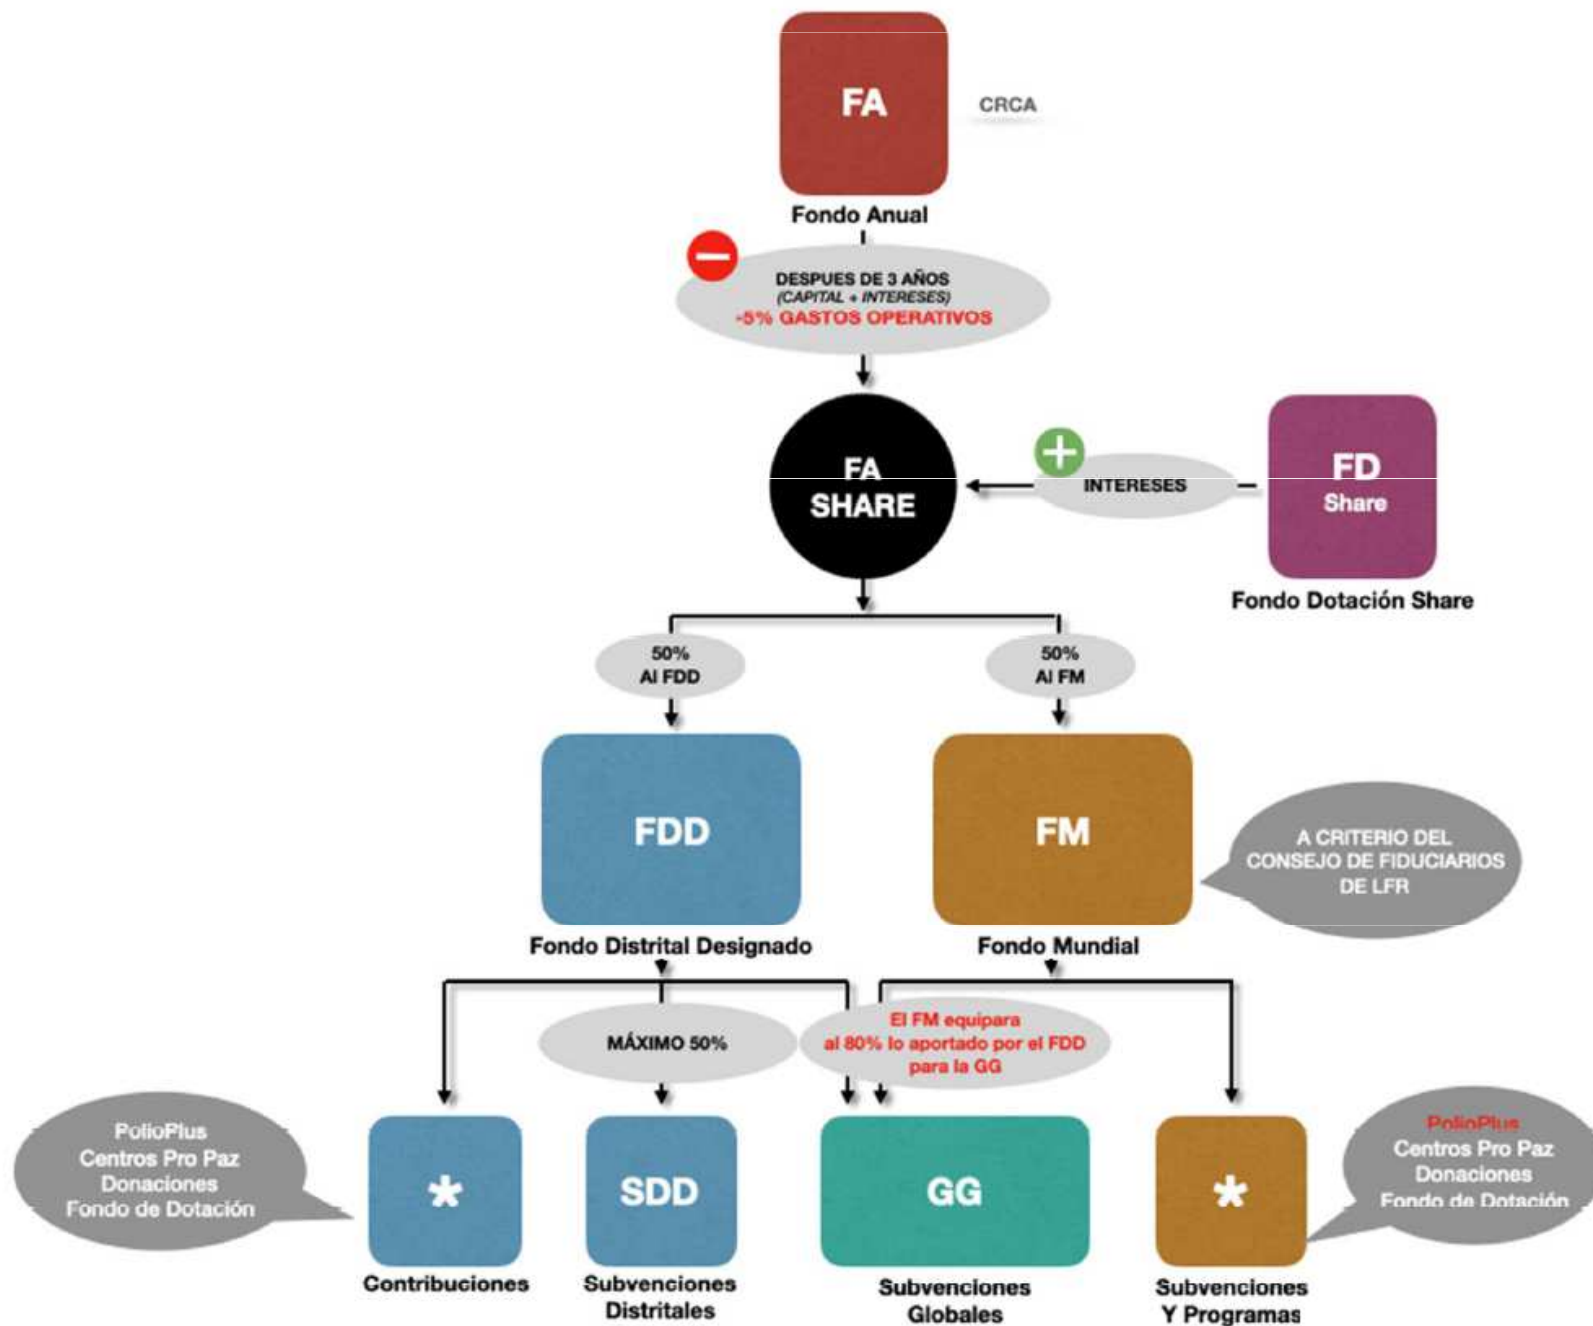 FA
CRCA
Fondo Anual
DESPUES DE 3 AÑOS
(CAPITAL + INTERESES)
-5% GASTOS OPERATIVOS
FA
SHARE
INTERESES
FD
Share
Fondo Dotación Share
50%
Al FDD
50%
Al FM
FDD
FM
A CRITERIO DEL
CONSEJO DE FIDUCIARIOS
DE LFR
Fondo Distrital Designado
Fondo Mundial
MÁXIMO 50%
El FM equipara
al 80% lo aportado por el FDD
para la GG
PolioPlus
Centros Pro Paz
Donaciones
Fondo de Dotación
*
SDD
GG
*
PolioPlus
Centros Pro Paz
Donaciones
Fondo de Dotación
Contribuciones
Subvenciones
Distritales
Subvenciones
Globales
Subvenciones
Y Programas